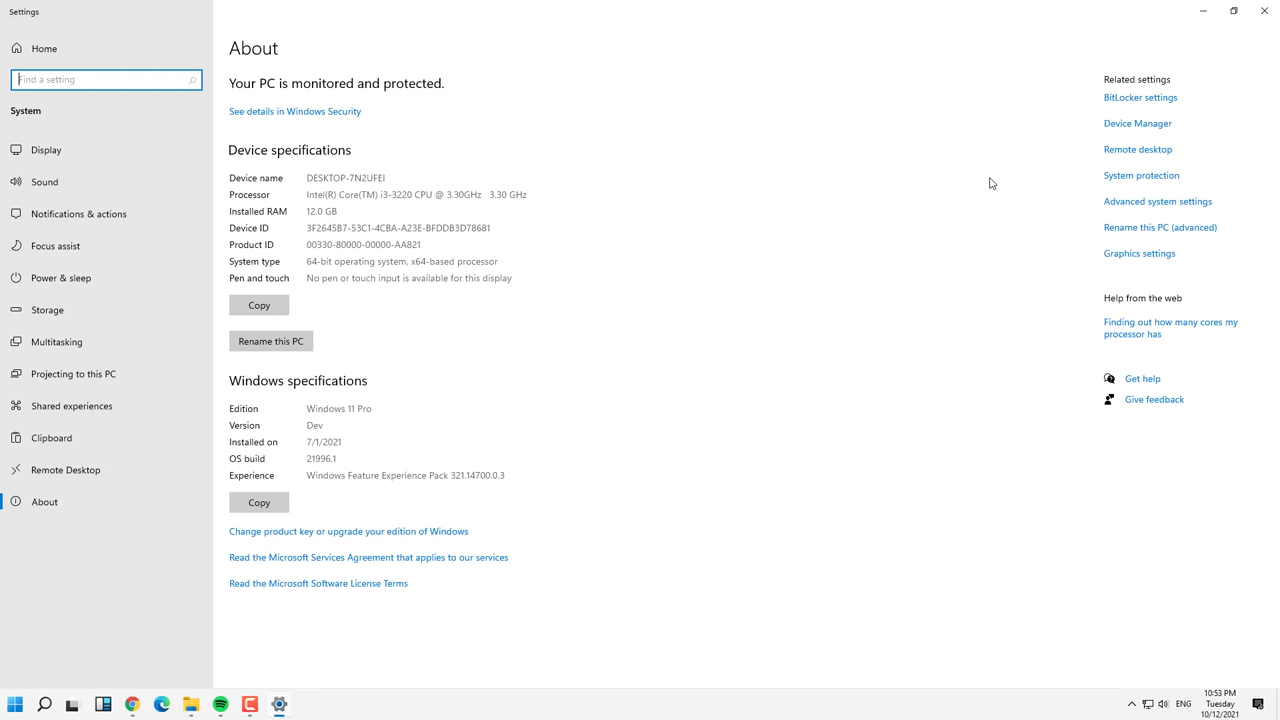 Settings
Home
Find a setting
System
Display
Sound
Notifications & actions
Focus assist
Power & sleep
Storage
Multitasking
Projecting to this PC
Shared experiences
Clipboard
Remote Desktop
About
About
Your PC is monitored and protected.
See details in Windows Security
Device specifications
Device name DESKTOP-7N2UFEI
Processor Intel(R) Core(TM) i3-3220 CPU @ 3.30GHz 3.30 GHz
Installed RAM 12.0 GB
Device ID 3F2645B7-53C1-4CBA-A23E-BFDDB3D78681
Product ID 00330-80000-00000-AA821
System type 64-bit operating system, x64-based processor
Pen and touch No pen or touch input is available for this display
Copy
Rename this PC
Windows specifications
Edition Windows 11 Pro
Version Dev
Installed on 7/1/2021
OS build 21996.1
Experience Windows Feature Experience Pack 321.14700.0.3
Copy
Change product key or upgrade your edition of Windows
Read the Microsoft Services Agreement that applies to our services
Read the Microsoft Software License Terms
Related settings
BitLocker settings
Device Manager
Remote desktop
System protection
Advanced system settings
Rename this PC (advanced)
Graphics settings
Help from the web
Finding out how many cores my
processor has
Get help
Give feedback
ENG
10:53 PM
Tuesday
10/12/2021